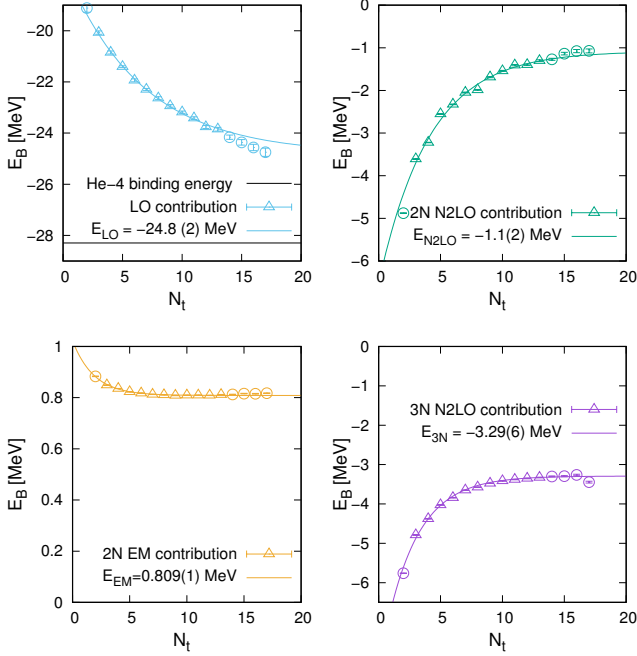 E_B [MeV]
-20
-22
-24
-26
-28
He-4 binding energy
LO contribution
E_LO = -24.8 (2) MeV
0 5 10 15 20
N_t
E_B [MeV]
0
-1
-2
-3
-4
-5
-6
2N N2LO contribution
E_N2LO = -1.1(2) MeV
0 5 10 15 20
N_t
E_B [MeV]
1
0.8
0.6
0.4
0.2
0
2N EM contribution
E_EM=0.809(1) MeV
0 5 10 15 20
N_t
E_B [MeV]
0
-1
-2
-3
-4
-5
-6
3N N2LO contribution
E_3N = -3.29(6) MeV
0 5 10 15 20
N_t